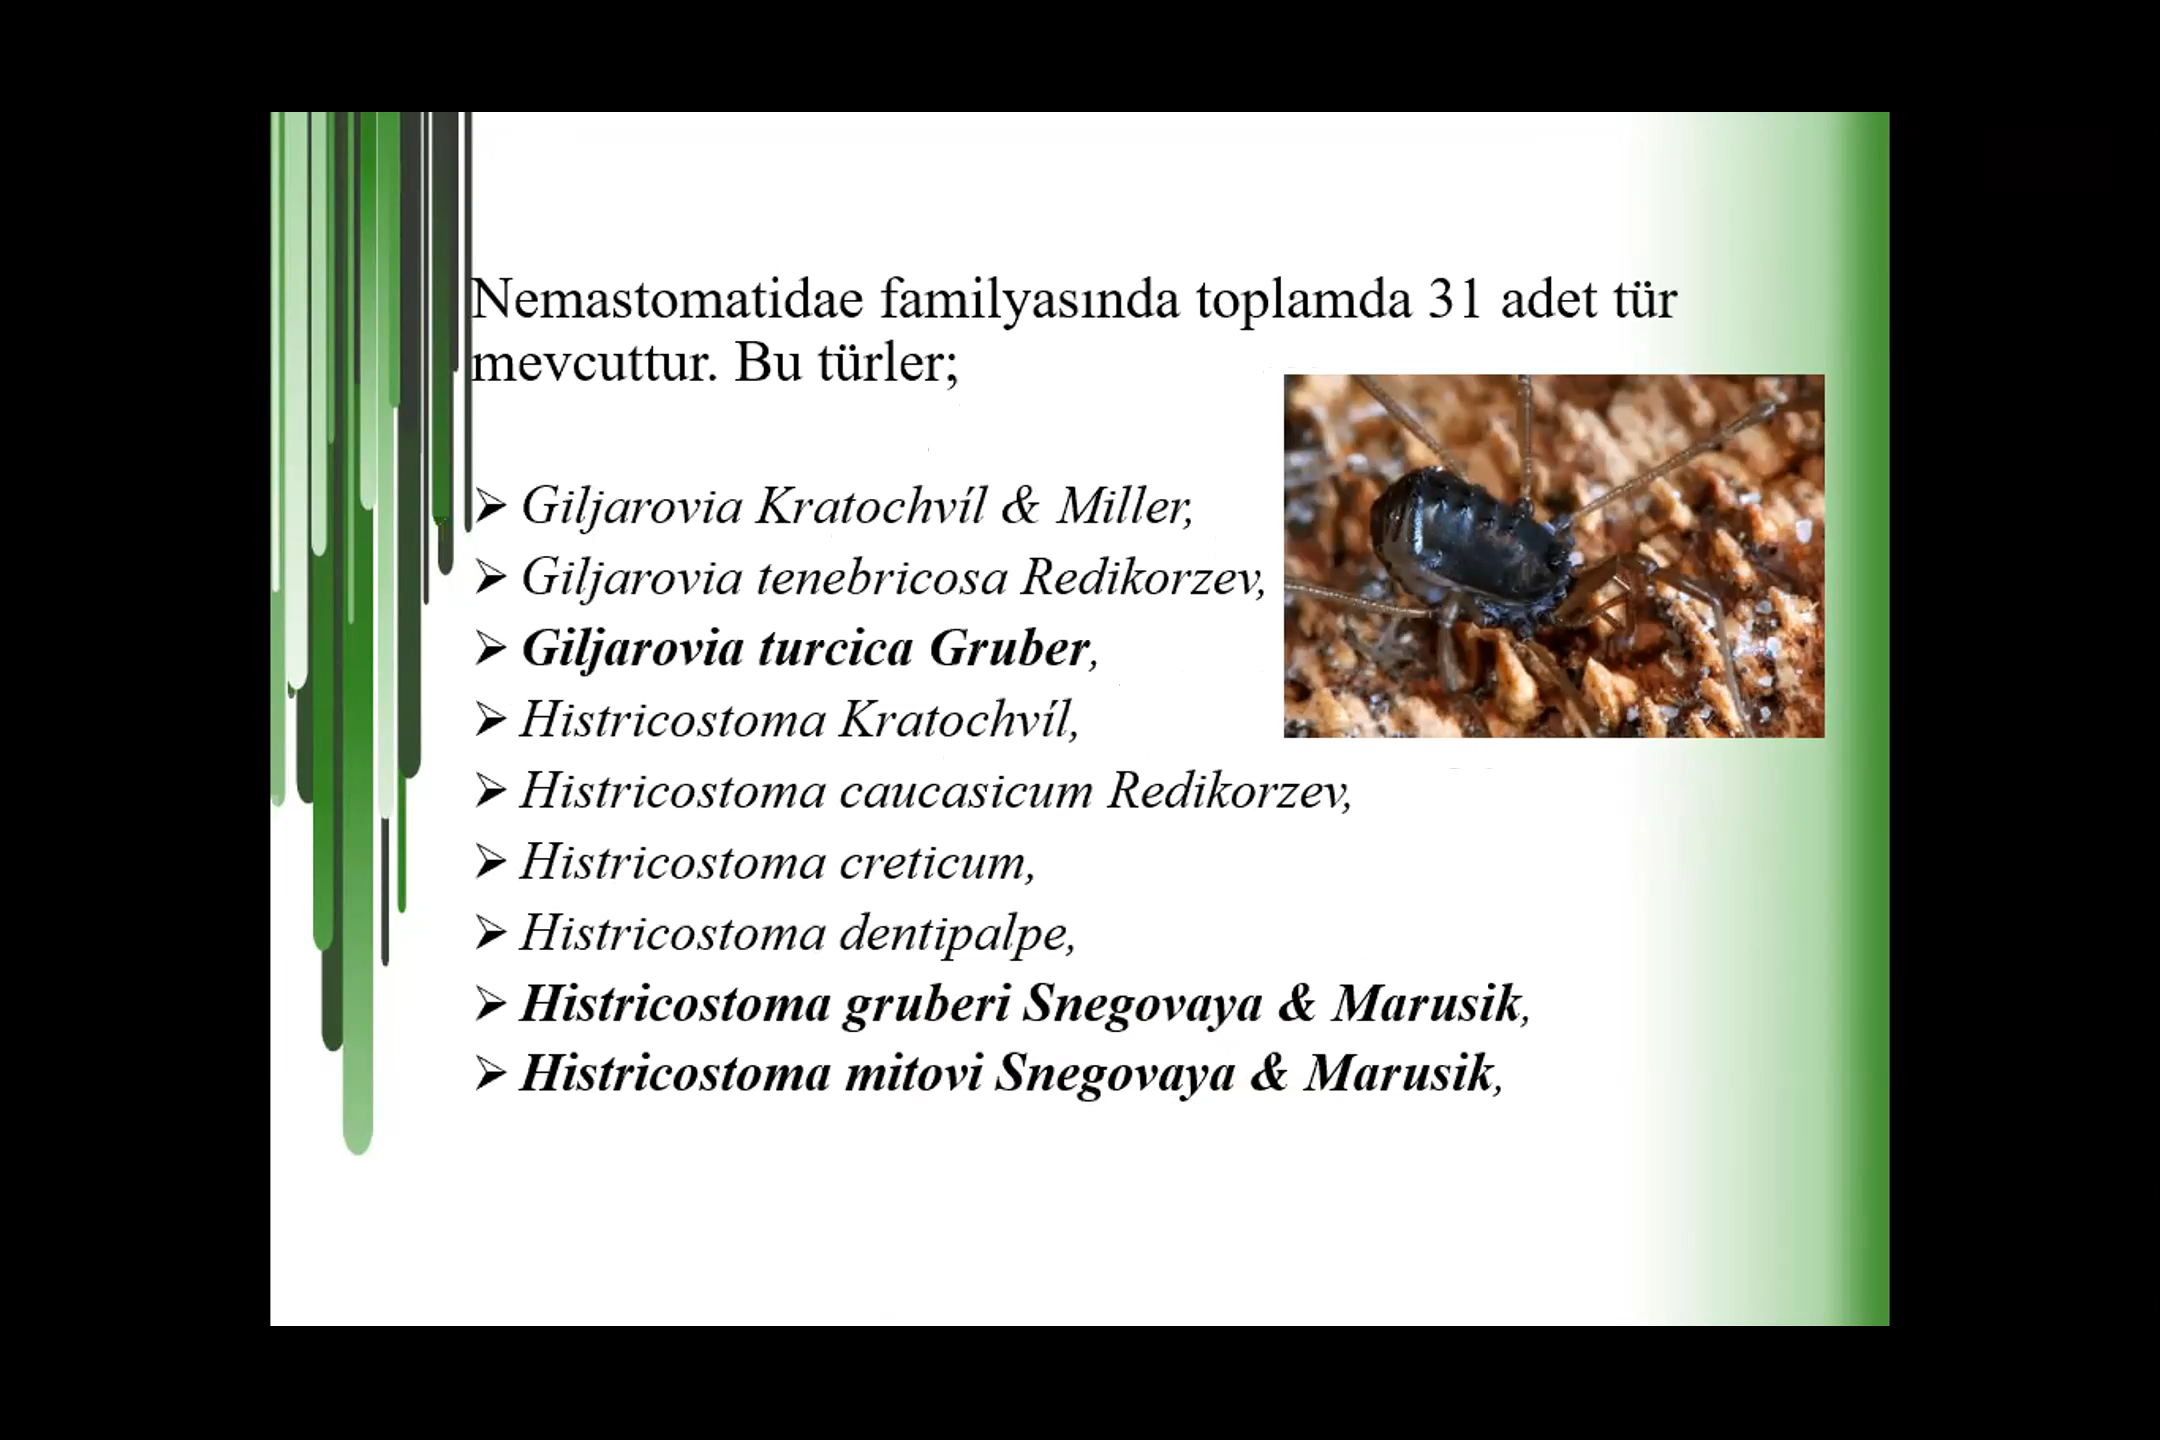 Nemastomatidae familyasında toplamda 31 adet tür
mevcuttur. Bu türler;
➢ Giljarovia Kratochvíl & Miller,
➢ Giljarovia tenebricosa Redikorzev,
➢ Giljarovia turcica Gruber,
➢ Histricostoma Kratochvíl,
➢ Histricostoma caucasicum Redikorzev,
➢ Histricostoma creticum,
➢ Histricostoma dentipalpe,
➢ Histricostoma gruberi Snegovaya & Marusik,
➢ Histricostoma mitovi Snegovaya & Marusik,